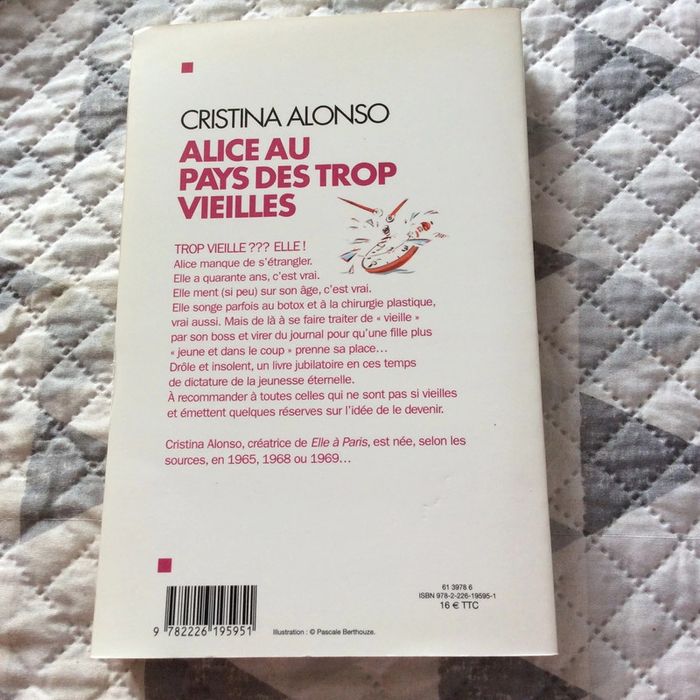 CRISTINA ALONSO
ALICE AU
PAYS DES TROP
VIEILLES
TROP VIEILLE ??? ELLE !
Alice manque de s'étrangler.
Elle a quarante ans, c'est vrai.
Elle ment (si peu) sur son âge, c'est vrai.
Elle songe parfois au botox et à la chirurgie plastique,
vrai aussi. Mais de là à se faire traiter de « vieille »
par son boss et virer du journal pour qu'une fille plus
« jeune et dans le coup » prenne sa place…
Drôle et insolent, un livre jubilatoire en ces temps
de dictature de la jeunesse éternelle.
À recommander à toutes celles qui ne sont pas si vieilles
et émettent quelques réserves sur l'idée de le devenir.
Cristina Alonso, créatrice de Elle à Paris, est née, selon les
sources, en 1965, 1968 ou 1969…
61 3978 6
ISBN 978-2-226-19595-1
16 € TTC
9 782226 195951
Illustration : © Pascale Berthouze.